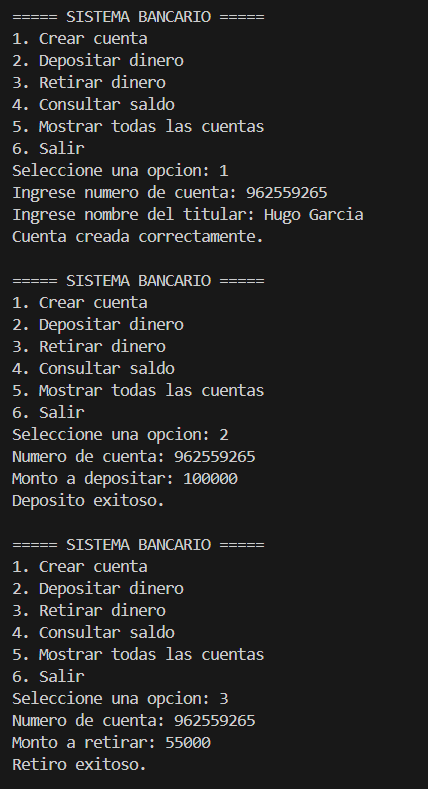 ===== SISTEMA BANCARIO =====
1. Crear cuenta
2. Depositar dinero
3. Retirar dinero
4. Consultar saldo
5. Mostrar todas las cuentas
6. Salir
Seleccione una opcion: 1
Ingrese numero de cuenta: 962559265
Ingrese nombre del titular: Hugo Garcia
Cuenta creada correctamente.

===== SISTEMA BANCARIO =====
1. Crear cuenta
2. Depositar dinero
3. Retirar dinero
4. Consultar saldo
5. Mostrar todas las cuentas
6. Salir
Seleccione una opcion: 2
Numero de cuenta: 962559265
Monto a depositar: 100000
Deposito exitoso.

===== SISTEMA BANCARIO =====
1. Crear cuenta
2. Depositar dinero
3. Retirar dinero
4. Consultar saldo
5. Mostrar todas las cuentas
6. Salir
Seleccione una opcion: 3
Numero de cuenta: 962559265
Monto a retirar: 55000
Retiro exitoso.